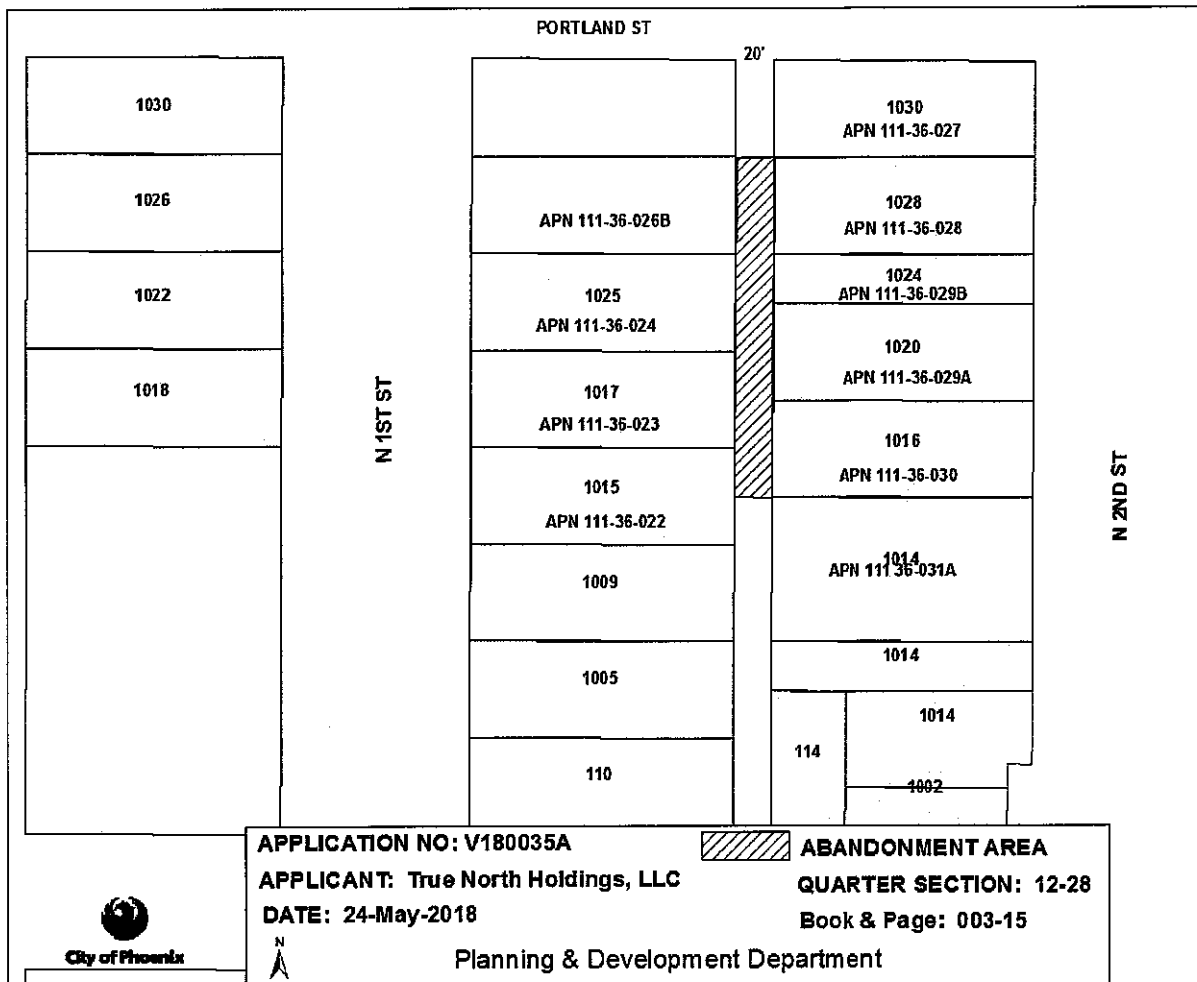 PORTLAND ST
20'
1030
1026
1022
1018
N 1ST ST
APN 111-36-026B
1025
APN 111-36-024
1017
APN 111-36-023
1015
APN 111-36-022
1009
1005
110
1030
APN 111-36-027
1028
APN 111-36-028
1024
APN 111-36-029B
1020
APN 111-36-029A
1016
APN 111-36-030
1014
APN 111 36-031A
1014
1014
114
1002
N 2ND ST
APPLICATION NO: V180035A
APPLICANT: True North Holdings, LLC
DATE: 24-May-2018
ABANDONMENT AREA
QUARTER SECTION: 12-28
Book & Page: 003-15
N
Planning & Development Department
City of Phoenix